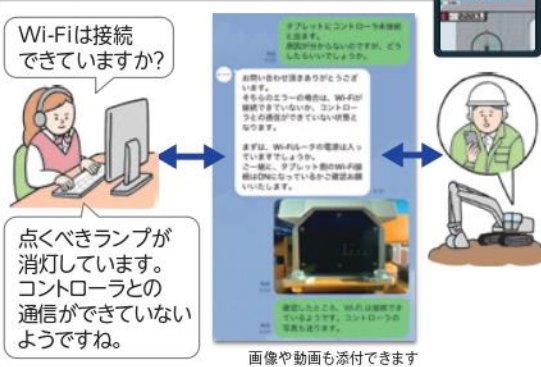 Wi-Fiは接続
できていますか?
タブレットにコントローラ未接続
と出ます。
原因が分からないのですが、どう
したらいいでしょうか。
お問い合わせ頂きありがとうござ
います。
そちらのエラーの場合は、Wi-Fiが
接続できていないか、コントロー
ラとの通信ができていない状態と
なります。
まずは、Wi-Fiルータの電源は入っ
ていますでしょうか。
ご一緒に、タブレット側のWi-Fi接
続はONになっているかご確認お願
いいたします。
点くべきランプが
消灯しています。
コントローラとの
通信ができていない
ようですね。
確認したところ、Wi-Fiは接続でき
ているようです。コントローラの
写真も送ります。
画像や動画も添付できます